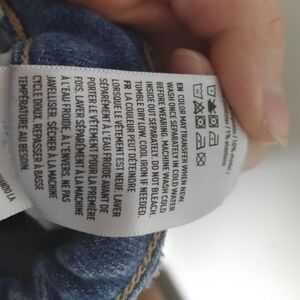 EN COLOR MAY TRANSFER WHEN NEW.
WASH ONCE SEPARATELY IN COLD WATER
BEFORE WEARING. MACHINE WASH COLD
INSIDE OUT SEPARATELY. DO NOT BLEACH.
TUMBLE DRY LOW. COOL IRON IF NEEDED.
FR LA COULEUR PEUT DÉTEINDRE
LORSQUE LE VÊTEMENT EST NEUF. LAVER
SÉPARÉMENT À L'EAU FROIDE AVANT DE
PORTER LE VÊTEMENT POUR LA PREMIÈRE
FOIS. LAVER SÉPARÉMENT À LA MACHINE
À L'EAU FROIDE, À L'ENVERS. NE PAS
JAVELLISER. SÉCHER À LA MACHINE
CYCLE DOUX. REPASSER À BASSE
TEMPÉRATURE AU BESOIN.